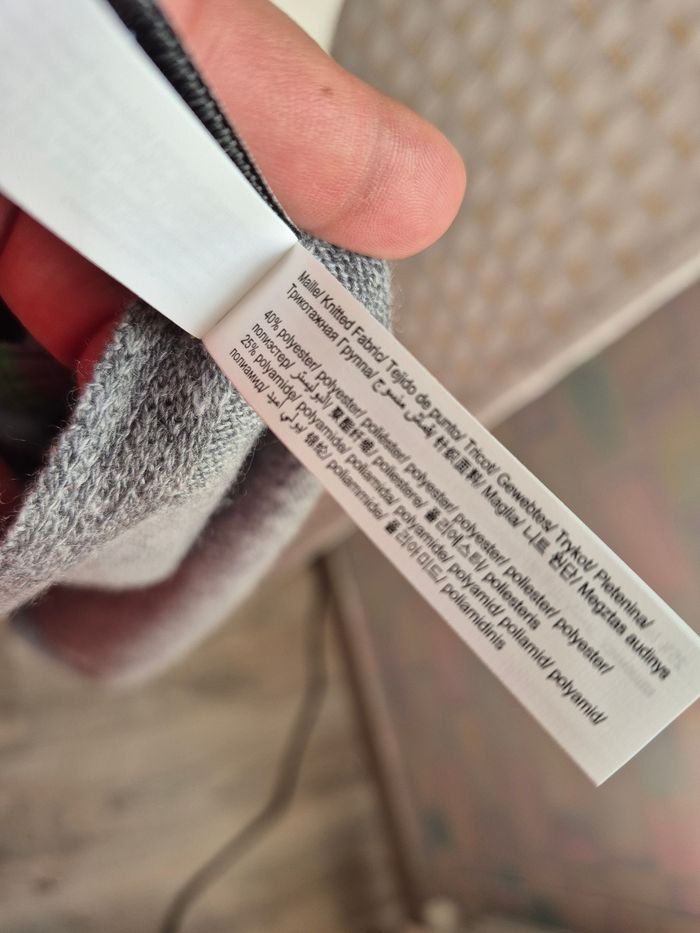 Maille/ Knitted Fabric/ Tejido de punto/ Tricot/ Gewebtes/ Trykot/ Pletenina/
Трикотажная Группа/ قماش منسوج/ 针织面料/ Maglia/ 니트 원단/ Megztas audinys
40% polyester/ polyester/ poliéster/ polyester/ polyester/ poliester/ polyester/
полиэстер/ البوليستر/ 聚酯纤维/ poliestere/ 폴리에스터/ poliesteris
25% polyamide/ polyamide/ poliamida/ polyamide/ polyamid/ poliamid/ polyamid/
полиамид/ بولي أميد/ 锦纶/ poliammide/ 폴리아미드/ poliamidinis